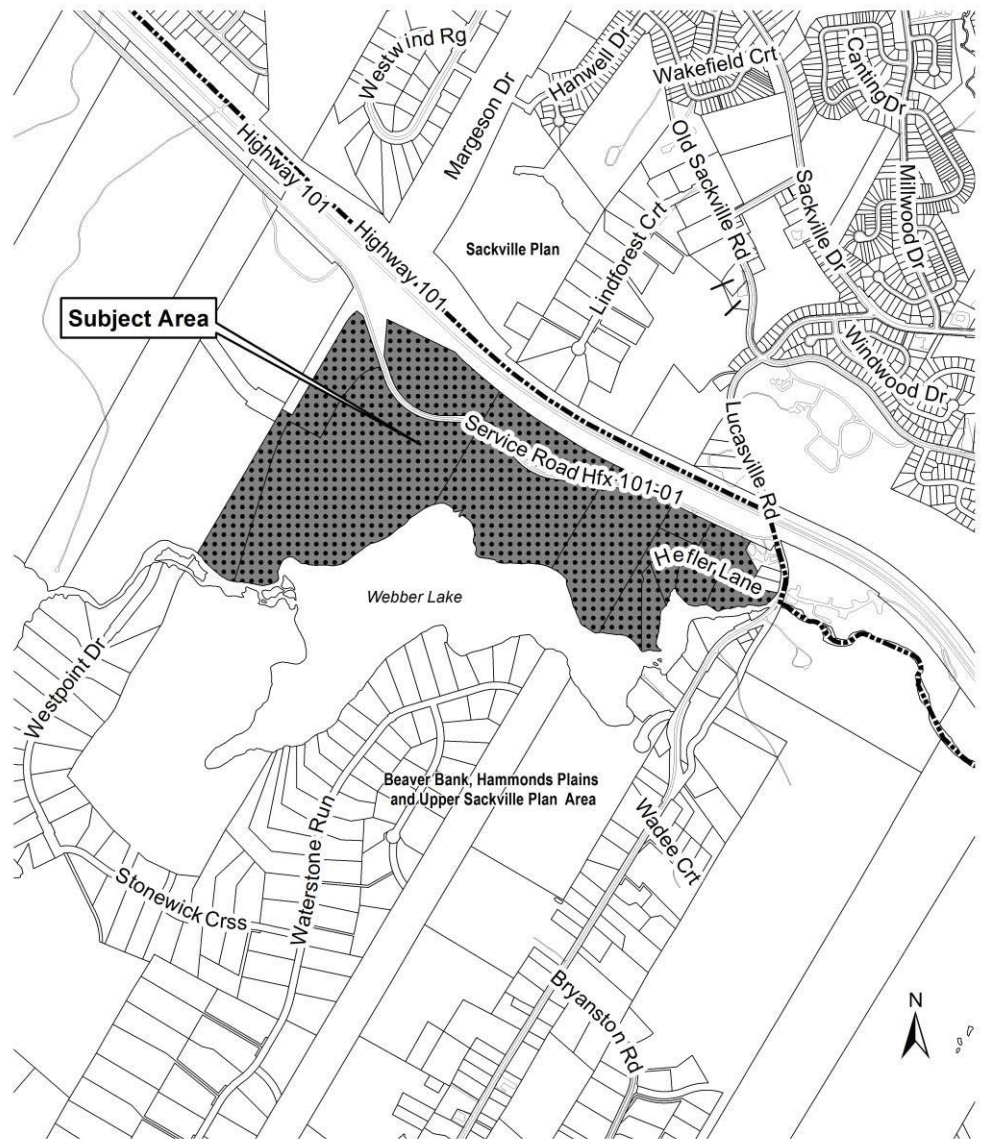 Westwind Rg
Hanwell Dr
Wakefield Crt
Canting Dr
Margeson Dr
Old Sackville Rd
Highway 101
Highway 101
Sackville Dr
Millwood Dr
Sackville Plan
Lindforest Crt
Subject Area
Windwood Dr
Lucasville Rd
Service Road Hfx 101-01
Hefler Lane
Webber Lake
Westpoint Dr
Beaver Bank, Hammonds Plains
and Upper Sackville Plan Area
Waterstone Run
Wadee Crt
Stonewick Crss
Bryanston Rd
N